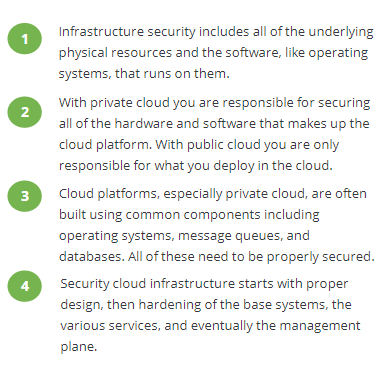 1
Infrastructure security includes all of the underlying
physical resources and the software, like operating
systems, that runs on them.
2
With private cloud you are responsible for securing
all of the hardware and software that makes up the
cloud platform. With public cloud you are only
responsible for what you deploy in the cloud.
3
Cloud platforms, especially private cloud, are often
built using common components including
operating systems, message queues, and
databases. All of these need to be properly secured.
4
Security cloud infrastructure starts with proper
design, then hardening of the base systems, the
various services, and eventually the management
plane.